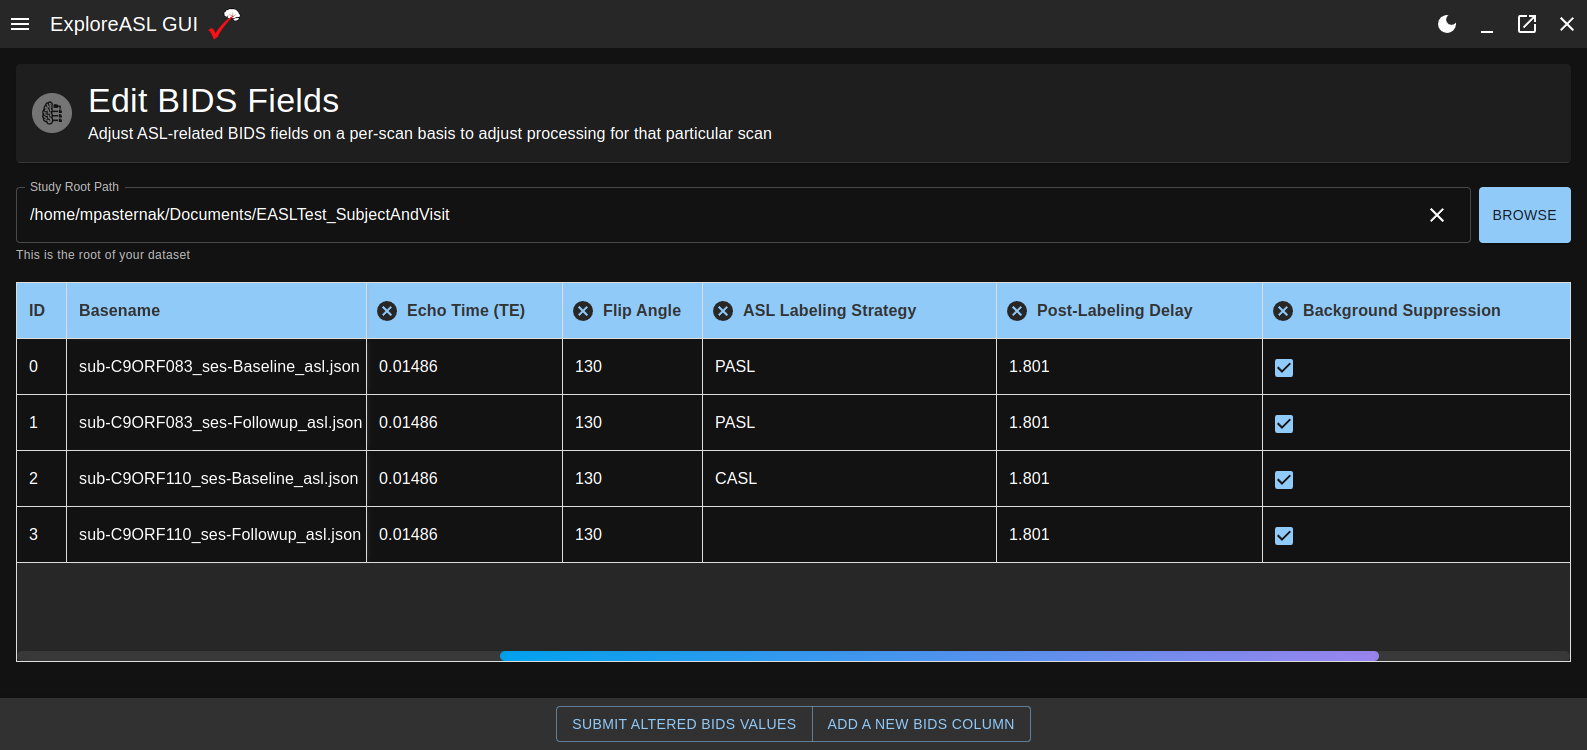 ExploreASL GUI
Edit BIDS Fields
Adjust ASL-related BIDS fields on a per-scan basis to adjust processing for that particular scan
Study Root Path
/home/mpasternak/Documents/EASLTest_SubjectAndVisit
BROWSE
This is the root of your dataset
ID Basename Echo Time (TE) Flip Angle ASL Labeling Strategy Post-Labeling Delay Background Suppression
0 sub-C9ORF083_ses-Baseline_asl.json 0.01486 130 PASL 1.801
1 sub-C9ORF083_ses-Followup_asl.json 0.01486 130 PASL 1.801
2 sub-C9ORF110_ses-Baseline_asl.json 0.01486 130 CASL 1.801
3 sub-C9ORF110_ses-Followup_asl.json 0.01486 130 1.801
SUBMIT ALTERED BIDS VALUES ADD A NEW BIDS COLUMN